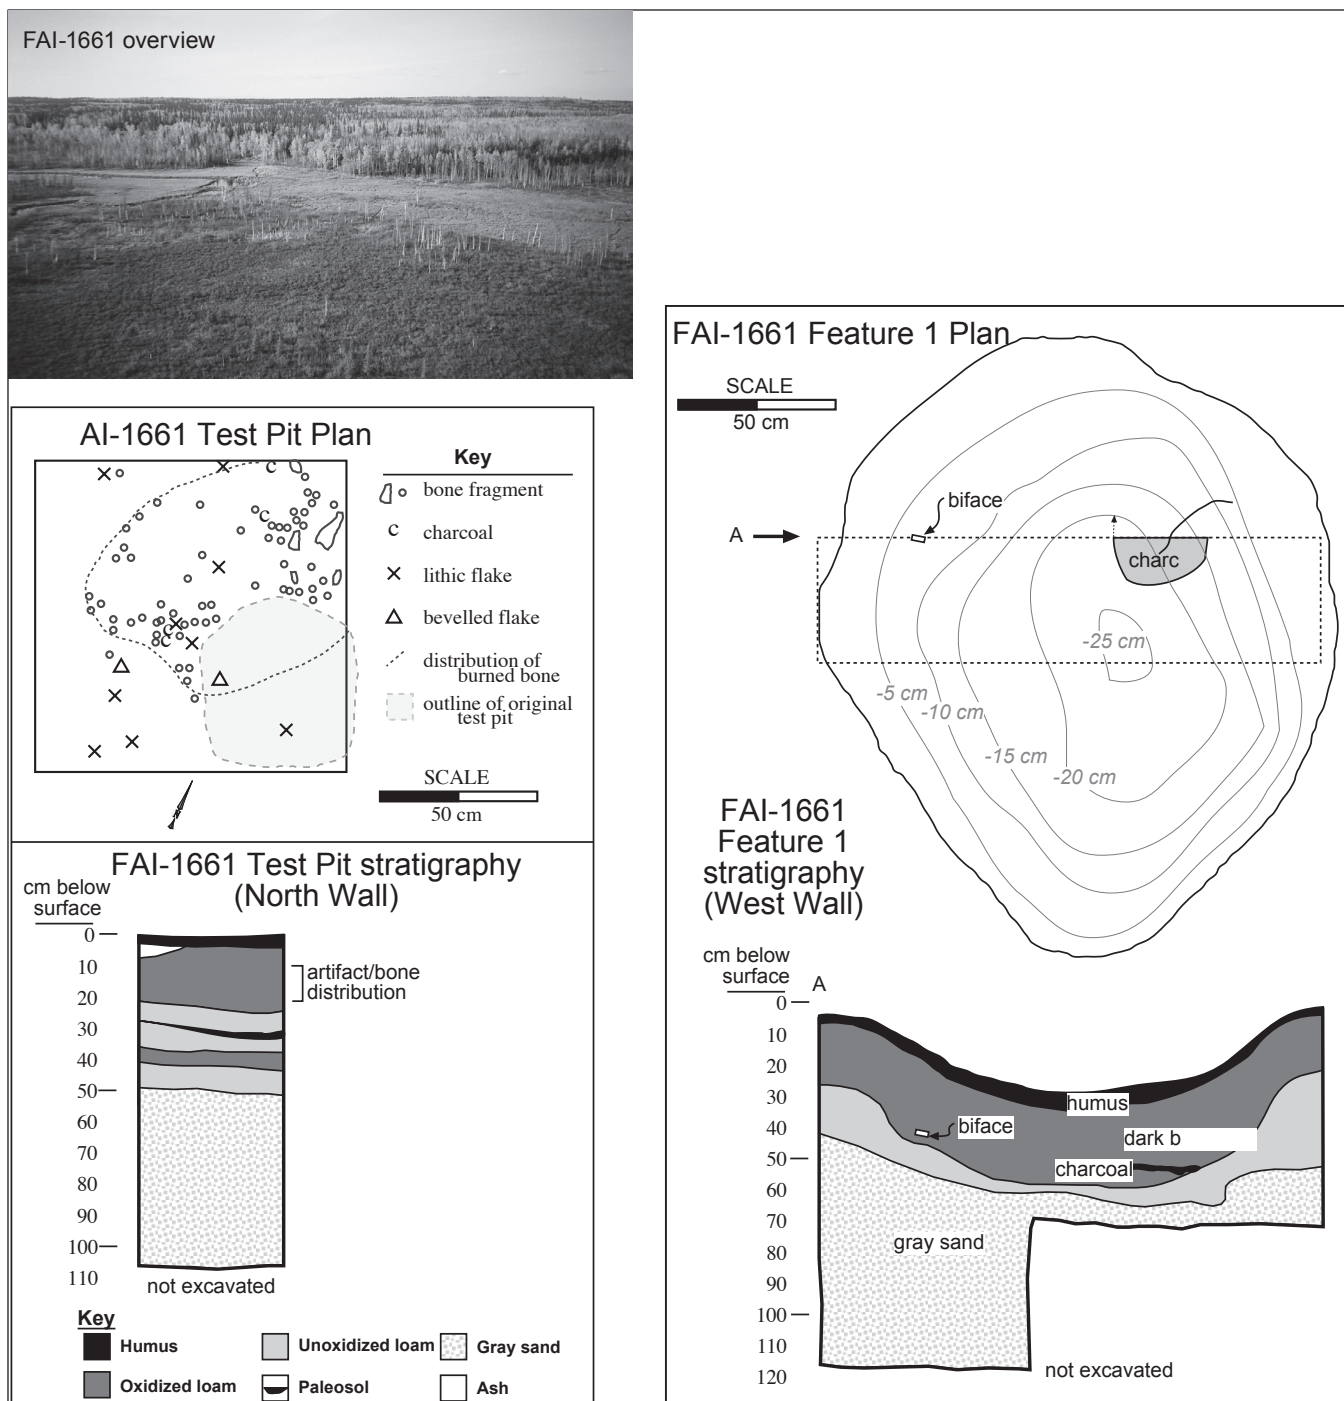 FAI-1661 overview
AI-1661 Test Pit Plan
Key
bone fragment
charcoal
lithic flake
bevelled flake
distribution of
burned bone
outline of original
test pit
SCALE
50 cm
FAI-1661 Test Pit stratigraphy
(North Wall)
cm below
surface
0
10
20
30
40
50
60
70
80
90
100
110
artifact/bone
distribution
not excavated
Key
Humus
Unoxidized loam
Gray sand
Oxidized loam
Paleosol
Ash
FAI-1661 Feature 1 Plan
SCALE
50 cm
biface
A
charc
-25 cm
-5 cm
-10 cm
-15 cm
-20 cm
FAI-1661
Feature 1
stratigraphy
(West Wall)
cm below
surface
A
0
10
20
30
40
50
60
70
80
90
100
110
120
humus
biface
dark b
charcoal
gray sand
not excavated